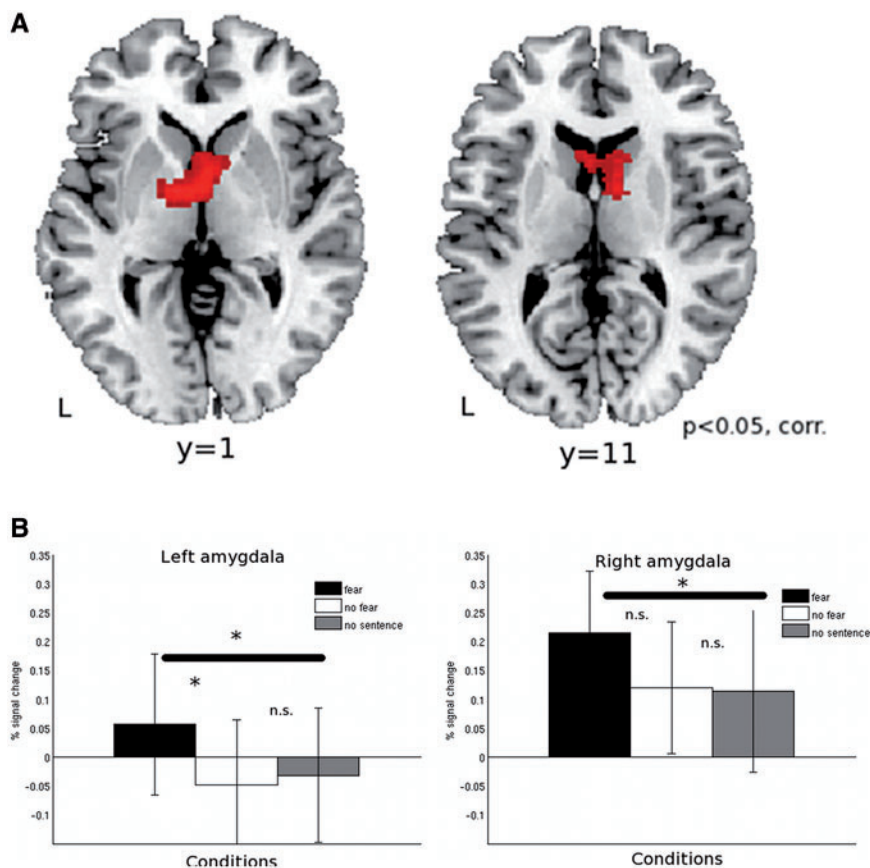 A
L
y=1
L
y=11
p<0.05, corr.
B
Left amygdala
0.35
0.3
0.25
0.2
0.15
0.1
0.05
0
-0.05
-0.1
% signal change
fear
no fear
no sentence
*
*
n.s.
Conditions
Right amygdala
0.35
0.3
0.25
0.2
0.15
0.1
0.05
0
-0.05
-0.1
% signal change
*
fear
no fear
no sentence
n.s.
n.s.
Conditions